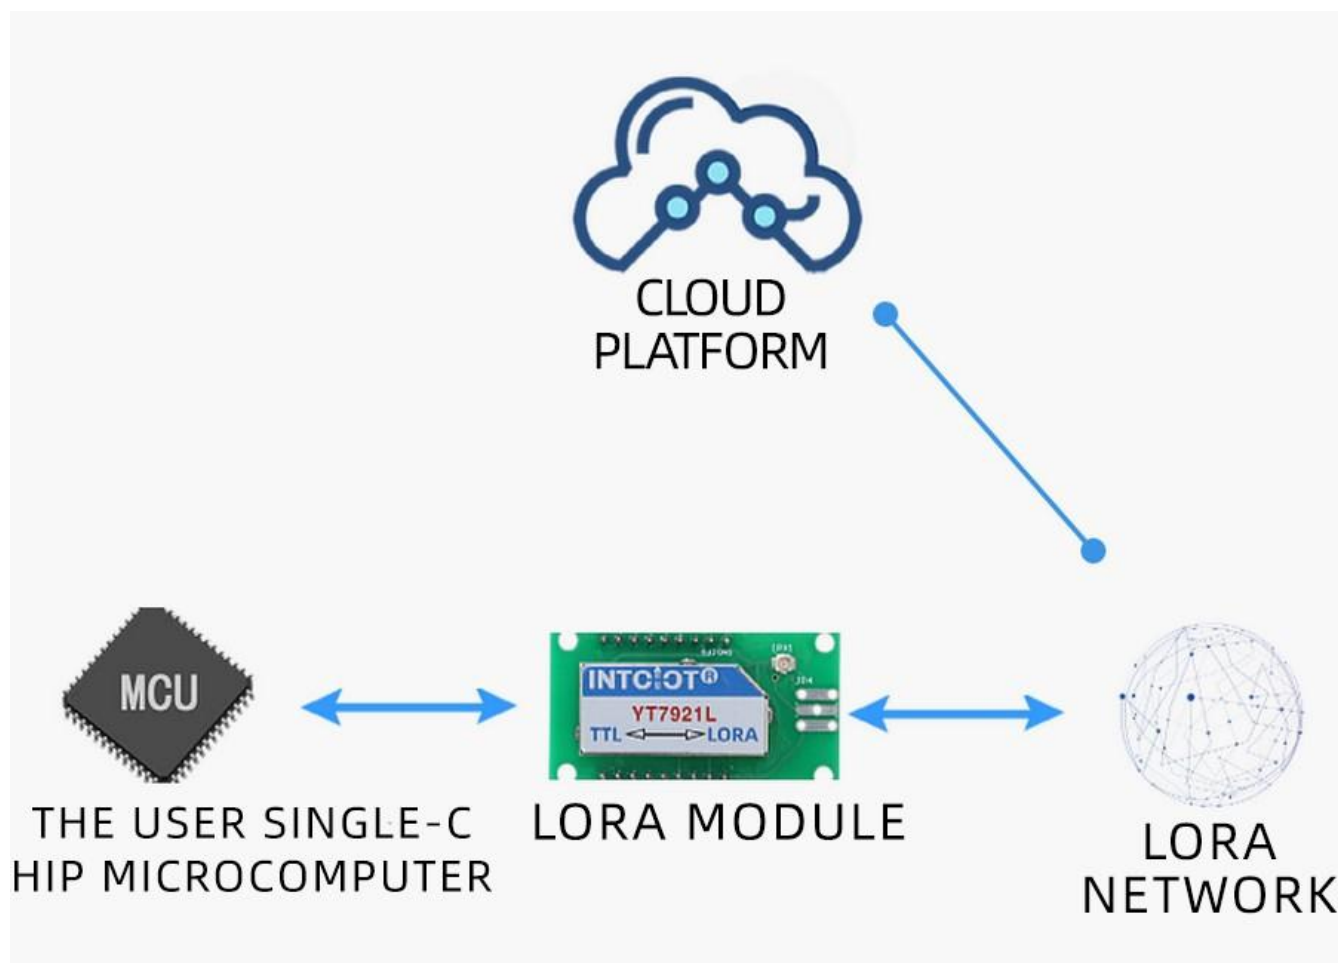 CLOUD
PLATFORM
MCU
INTCIOT®
YT7921L
TTL LORA
THE USER SINGLE-C
HIP MICROCOMPUTER
LORA MODULE
LORA
NETWORK